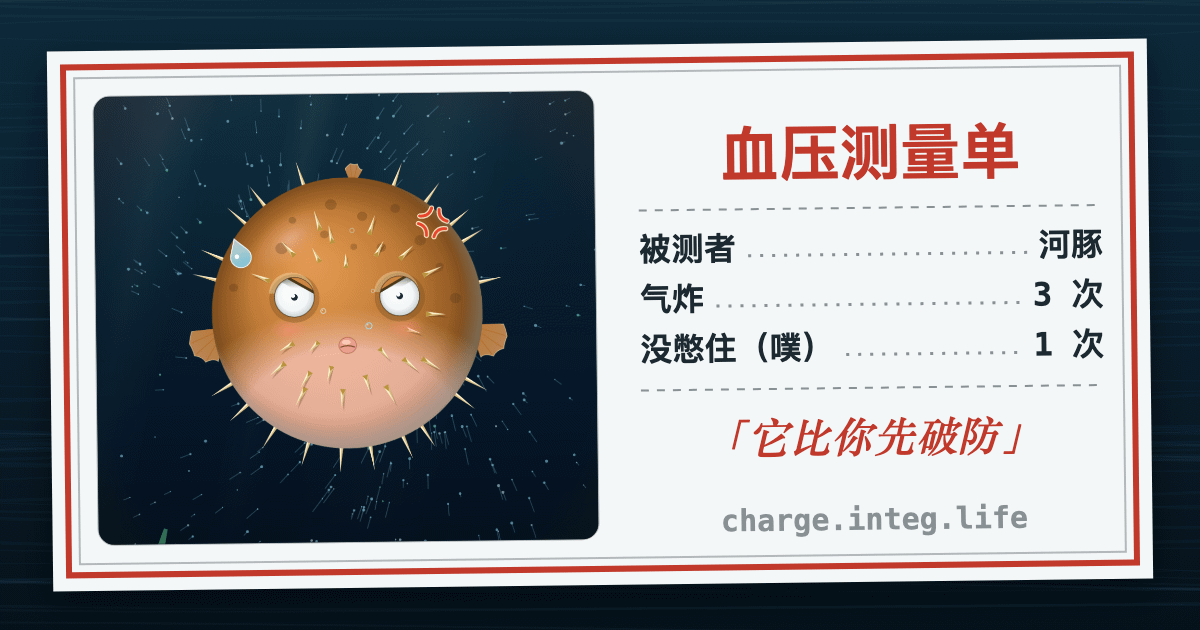 血压测量单
被测者 ........................ 河豚
气炸 ........................ 3 次
没憋住（噗） ............ 1 次
「它比你先破防」
charge.integ.life